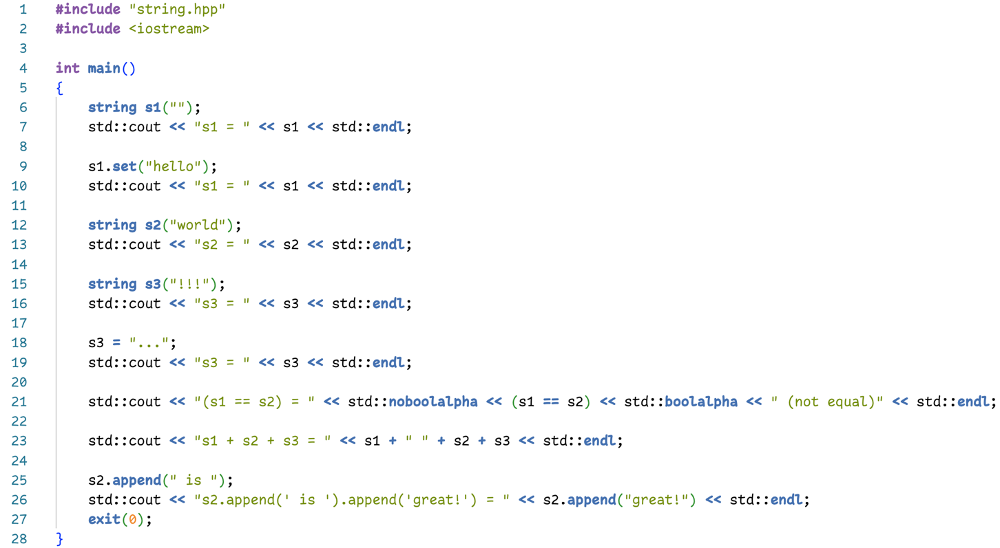 1 #include "string.hpp"
2 #include <iostream>
3
4 int main()
5 {
6     string s1("");
7     std::cout << "s1 = " << s1 << std::endl;
8
9     s1.set("hello");
10     std::cout << "s1 = " << s1 << std::endl;
11
12     string s2("world");
13     std::cout << "s2 = " << s2 << std::endl;
14
15     string s3("!!!");
16     std::cout << "s3 = " << s3 << std::endl;
17
18     s3 = "...";
19     std::cout << "s3 = " << s3 << std::endl;
20
21     std::cout << "(s1 == s2) = " << std::noboolalpha << (s1 == s2) << std::boolalpha << " (not equal)" << std::endl;
22
23     std::cout << "s1 + s2 + s3 = " << s1 + " " + s2 + s3 << std::endl;
24
25     s2.append(" is ");
26     std::cout << "s2.append(' is ').append('great!') = " << s2.append("great!") << std::endl;
27     exit(0);
28 }